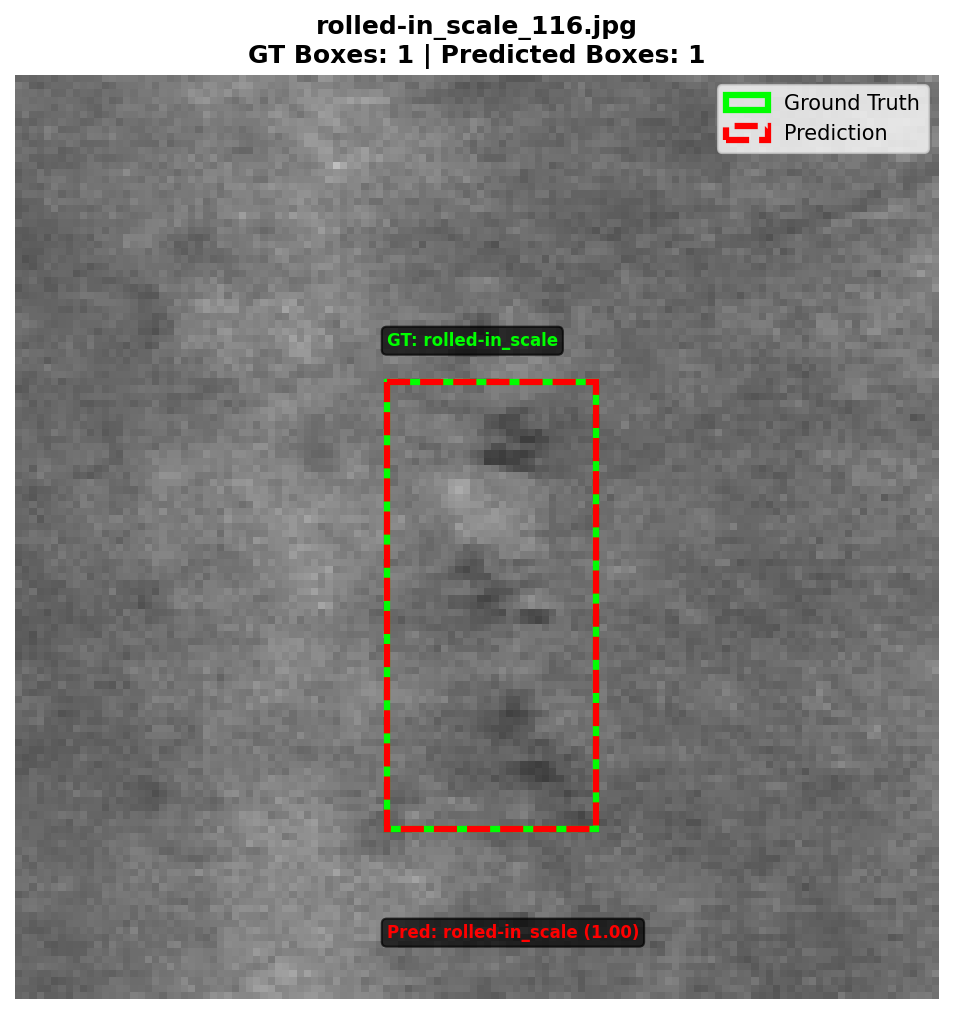 rolled-in_scale_116.jpg
GT Boxes: 1 | Predicted Boxes: 1
Ground Truth
Prediction
GT: rolled-in_scale
Pred: rolled-in_scale (1.00)